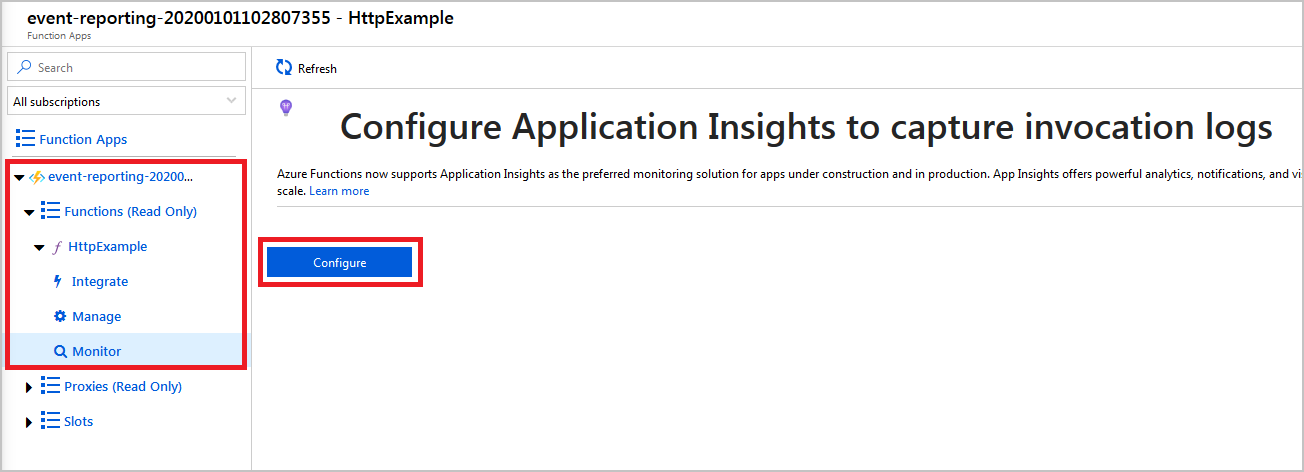 event-reporting-20200101102807355 - HttpExample
Function Apps
Search
All subscriptions
Function Apps
event-reporting-20200...
Functions (Read Only)
HttpExample
Integrate
Manage
Monitor
Proxies (Read Only)
Slots
Refresh
Configure Application Insights to capture invocation logs
Azure Functions now supports Application Insights as the preferred monitoring solution for apps under construction and in production. App Insights offers powerful analytics, notifications, and vi
scale. Learn more
Configure